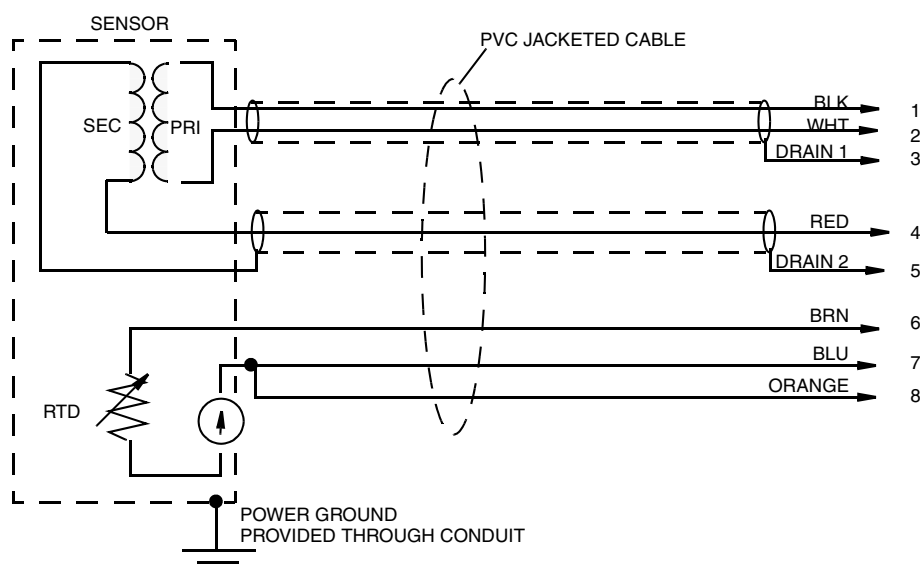 SENSOR
PVC JACKETED CABLE
SEC
PRI
BLK
1
WHT
2
DRAIN 1
3
RED
4
DRAIN 2
5
BRN
6
BLU
7
ORANGE
8
RTD
POWER GROUND
PROVIDED THROUGH CONDUIT